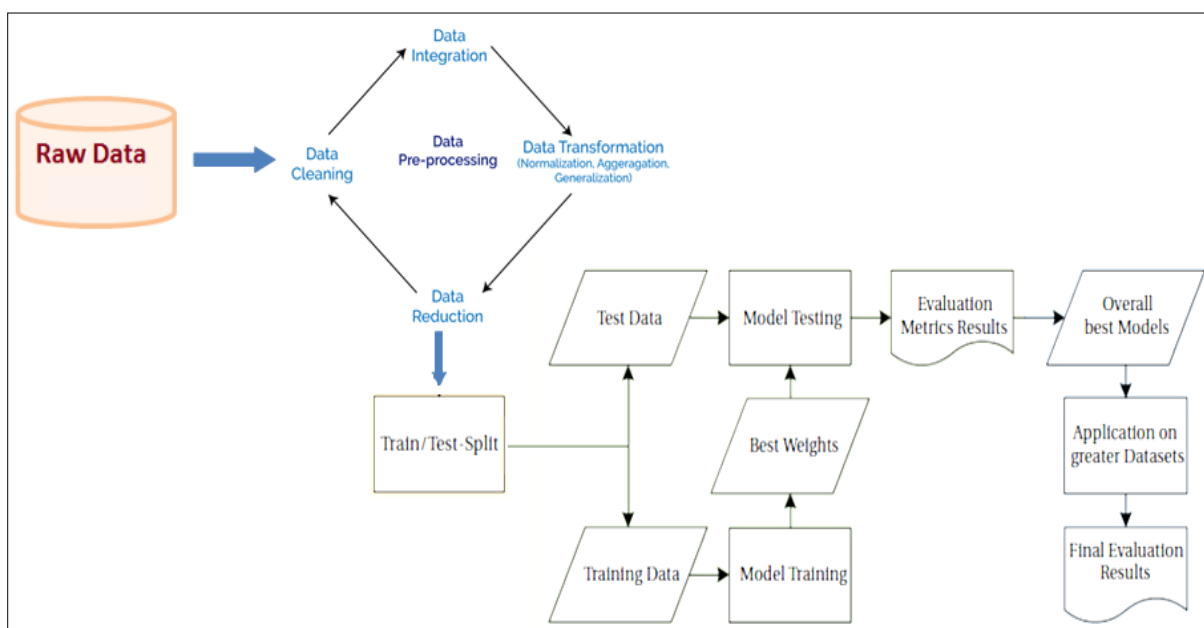 Raw Data
Data
Integration
Data
Cleaning
Data
Pre-processing
Data Transformation
(Normalization, Aggeragation,
Generalization)
Data
Reduction
Train/Test-Split
Test Data
Model Testing
Evaluation
Metrics Results
Overall
best Models
Best Weights
Application on
greater Datasets
Training Data
Model Training
Final Evaluation
Results